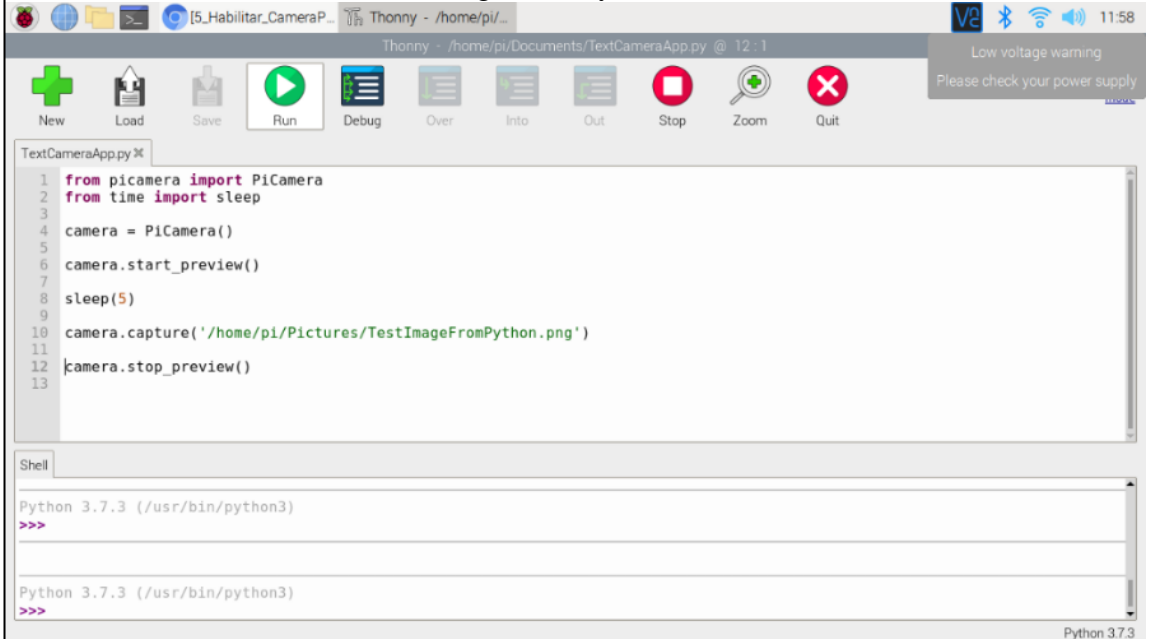 [5_Habilitar_CameraP... Thonny - /home/pi/... 11:58
Thonny - /home/pi/Documents/TextCameraApp.py @ 12:1
Low voltage warning
Please check your power supply
New Load Save Run Debug Over Into Out Stop Zoom Quit
TextCameraApp.py
1 from picamera import PiCamera
2 from time import sleep
3
4 camera = PiCamera()
5
6 camera.start_preview()
7
8 sleep(5)
9
10 camera.capture('/home/pi/Pictures/TestImageFromPython.png')
11
12 camera.stop_preview()
13
Shell
Python 3.7.3 (/usr/bin/python3)
>>>
Python 3.7.3 (/usr/bin/python3)
>>>
Python 3.7.3